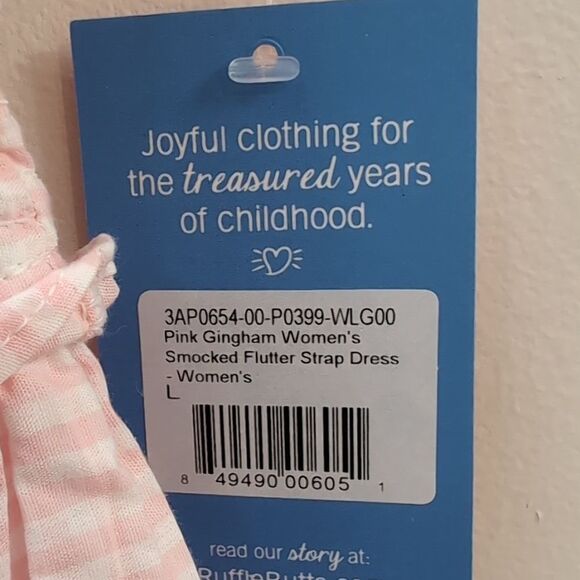 Joyful clothing for
the treasured years
of childhood.
3AP0654-00-P0399-WLG00
Pink Gingham Women's
Smocked Flutter Strap Dress
- Women's
L
8 49490 00605 1
read our story at: